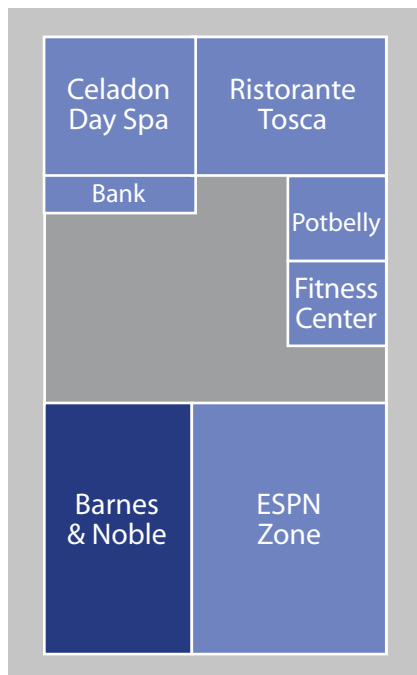 Celadon
Day Spa
Ristorante
Tosca
Bank
Potbelly
Fitness
Center
Barnes
& Noble
ESPN
Zone